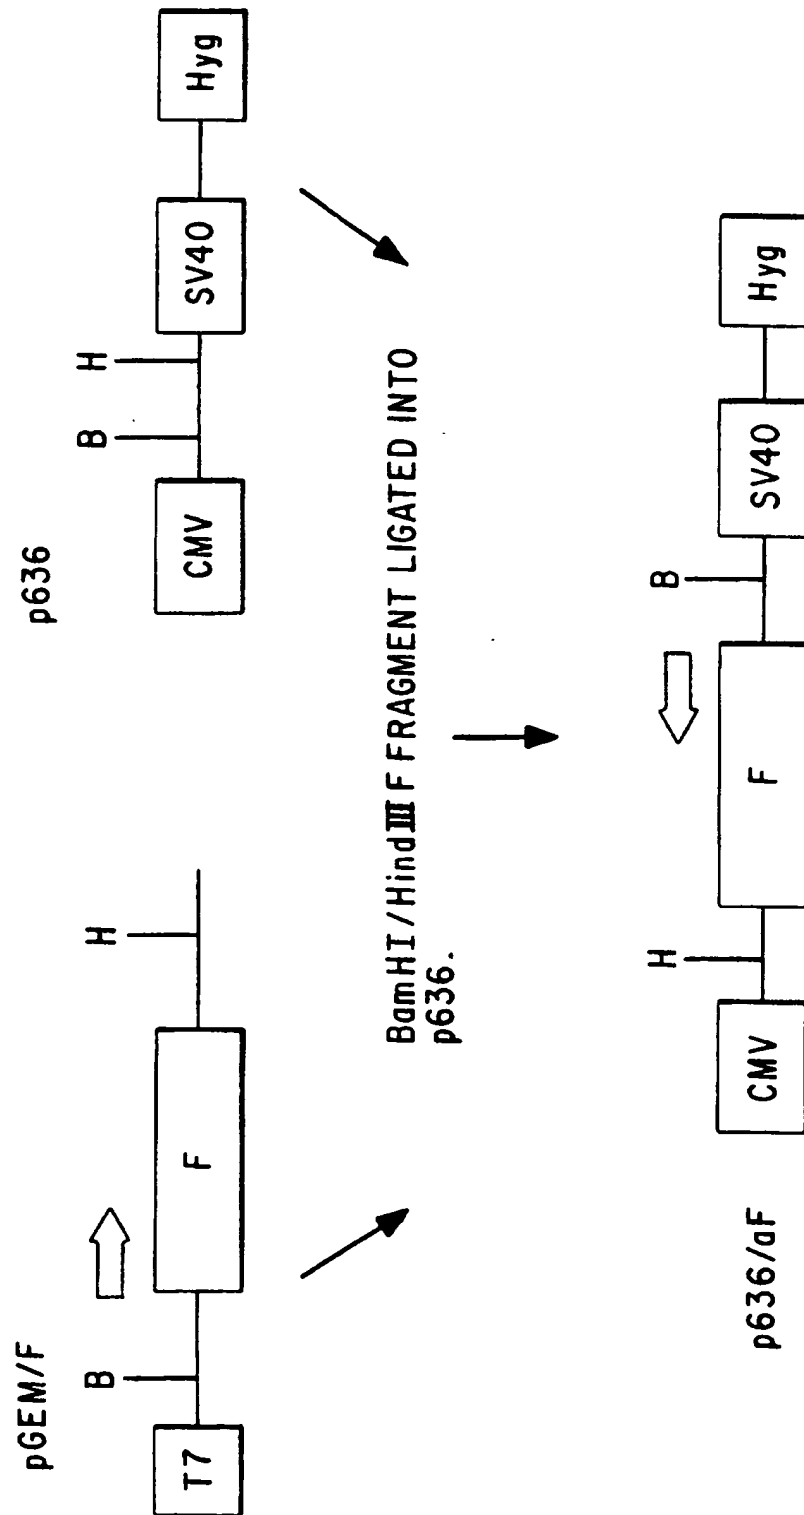 pGEM/F
B
H
T7
F
p636
B
H
CMV
SV40
Hyg
BamHI/HindIII F FRAGMENT LIGATED INTO
p636.
p636/aF
H
B
CMV
F
SV40
Hyg